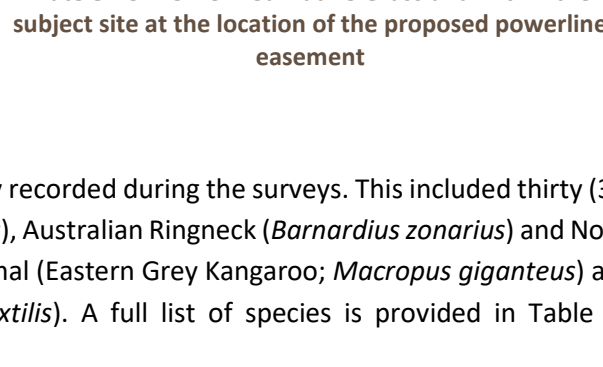 subject site at the location of the proposed powerline
easement
recorded during the surveys. This included thirty (3
), Australian Ringneck (Barnardius zonarius) and No
nal (Eastern Grey Kangaroo; Macropus giganteus) a
xtilis). A full list of species is provided in Table